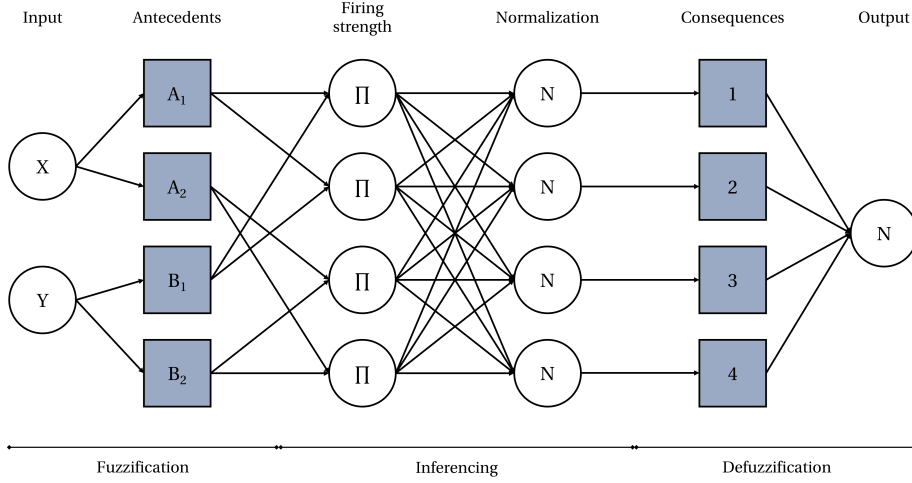 Input
Antecedents
Firing
strength
Normalization
Consequences
Output
A₁
∏
N
1
X
A₂
∏
N
2
N
Y
B₁
∏
N
3
B₂
∏
N
4
Fuzzification
Inferencing
Defuzzification